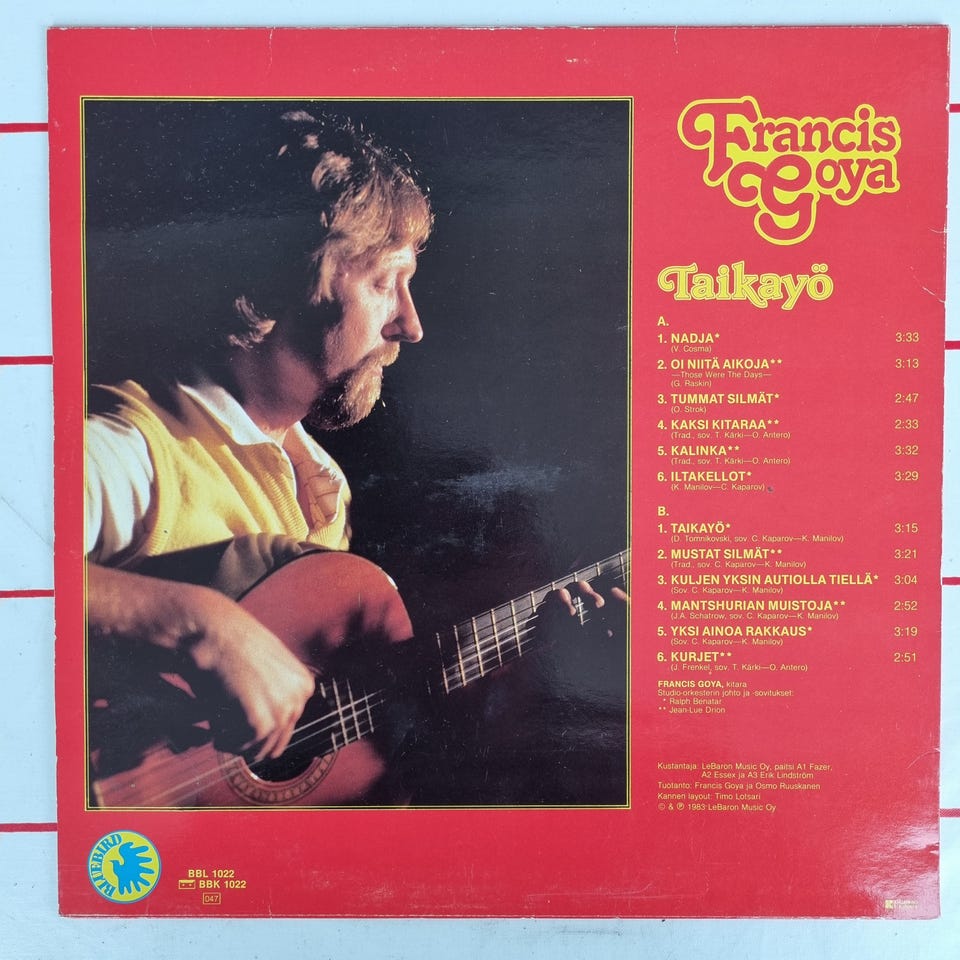 Francis
Goya
Taikayö
A.
1. NADJA* 3:33
(V. Cosma)
2. OI NIITÄ AIKOJA** 3:13
—Those Were The Days—
(G. Raskin)
3. TUMMAT SILMÄT* 2:47
(O. Strok)
4. KAKSI KITARAA** 2:33
(Trad., sov. T. Kärki—O. Antero)
5. KALINKA** 3:32
(Trad., sov. T. Kärki—O. Antero)
6. ILTAKELLOT* 3:29
(K. Manilov—C. Kaparov)
B.
1. TAIKAYÖ* 3:15
(D. Tomnikovski, sov. C. Kaparov—K. Manilov)
2. MUSTAT SILMÄT** 3:21
(Trad., sov. C. Kaparov—K. Manilov)
3. KULJEN YKSIN AUTIOLLA TIELLÄ* 3:04
(Sov. C. Kaparov—K. Manilov)
4. MANTSHURIAN MUISTOJA** 2:52
(J.A. Schatrow, sov. C. Kaparov—K. Manilov)
5. YKSI AINOA RAKKAUS* 3:19
(Sov. C. Kaparov—K. Manilov)
6. KURJET** 2:51
(J. Frenkel, sov. T. Kärki—O. Antero)
FRANCIS GOYA, kitara
Studio-orkesterin johto ja -sovitukset:
* Ralph Benatar
** Jean-Lue Drion
Kustantaja: LeBaron Music Oy, paitsi A1 Fazer,
A2 Essex ja A3 Erik Lindström
Tuotanto: Francis Goya ja Osmo Ruuskanen
Kannen layout: Timo Lotsari
© & ℗ 1983 LeBaron Music Oy
BLUEBIRD
BBL 1022
BBK 1022
047